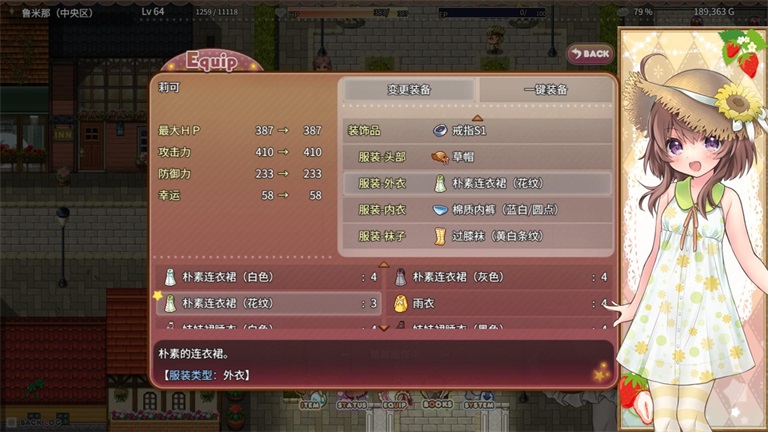 鲁米那（中央区） Lv 64 1259 / 11118 387/ 387 EP 0/ 79 % 189,363 G
Equip
BACK
莉可
变更装备 一键装备
最大ＨＰ 387 → 387
攻击力 410 → 410
防御力 233 → 233
幸运 58 → 58
装饰品 戒指S1
服装-头部 草帽
服装-外衣 朴素连衣裙（花纹）
服装-内衣 棉质内裤（蓝白/圆点）
服装-袜子 过膝袜（黄白条纹）
朴素连衣裙（白色） : 4 朴素连衣裙（灰色） : 4
朴素连衣裙（花纹） : 3 雨衣 : 4
朴素的连衣裙。
【服装类型：外衣】
INN
ITEM STATUS EQUIP BOOKS SYSTEM